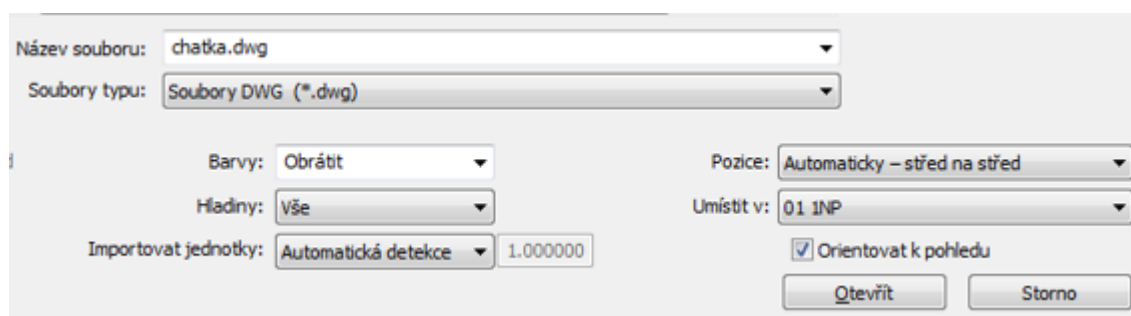 Název souboru: chatka.dwg
Soubory typu: Soubory DWG (*.dwg)
Barvy: Obrátit Pozice: Automaticky – střed na střed
Hladiny: Vše Umístit v: 01 1NP
Importovat jednotky: Automatická detekce 1.000000 Orientovat k pohledu
Otevřít Storno